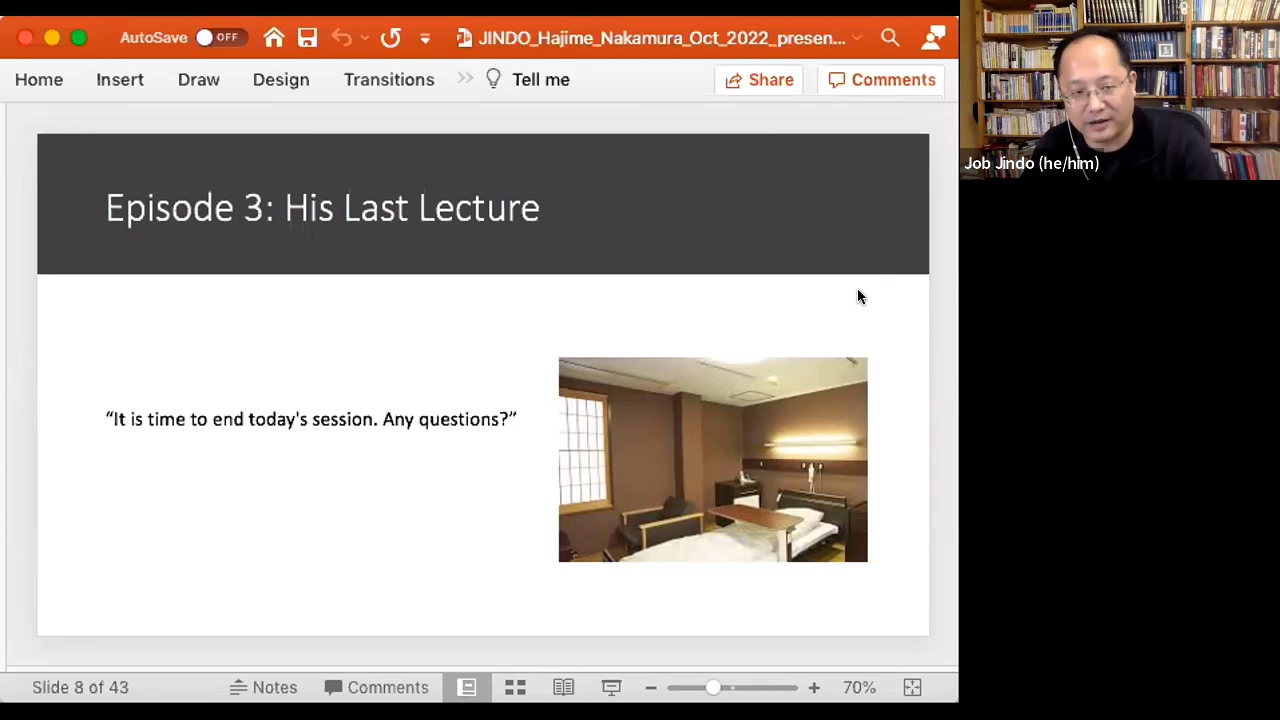 AutoSave OFF
JINDO_Hajime_Nakamura_Oct_2022_presen...
Home Insert Draw Design Transitions Tell me Share Comments
Job Jindo (he/him)
Episode 3: His Last Lecture
“It is time to end today's session. Any questions?”
Slide 8 of 43 Notes Comments 70%